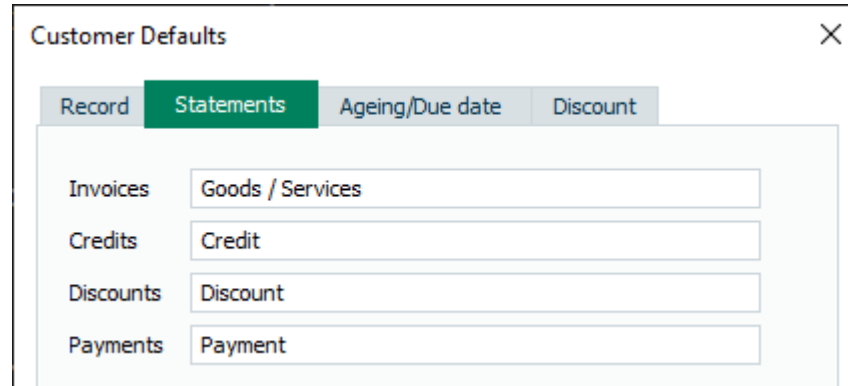 Customer Defaults
Record Statements Ageing/Due date Discount
Invoices Goods / Services
Credits Credit
Discounts Discount
Payments Payment